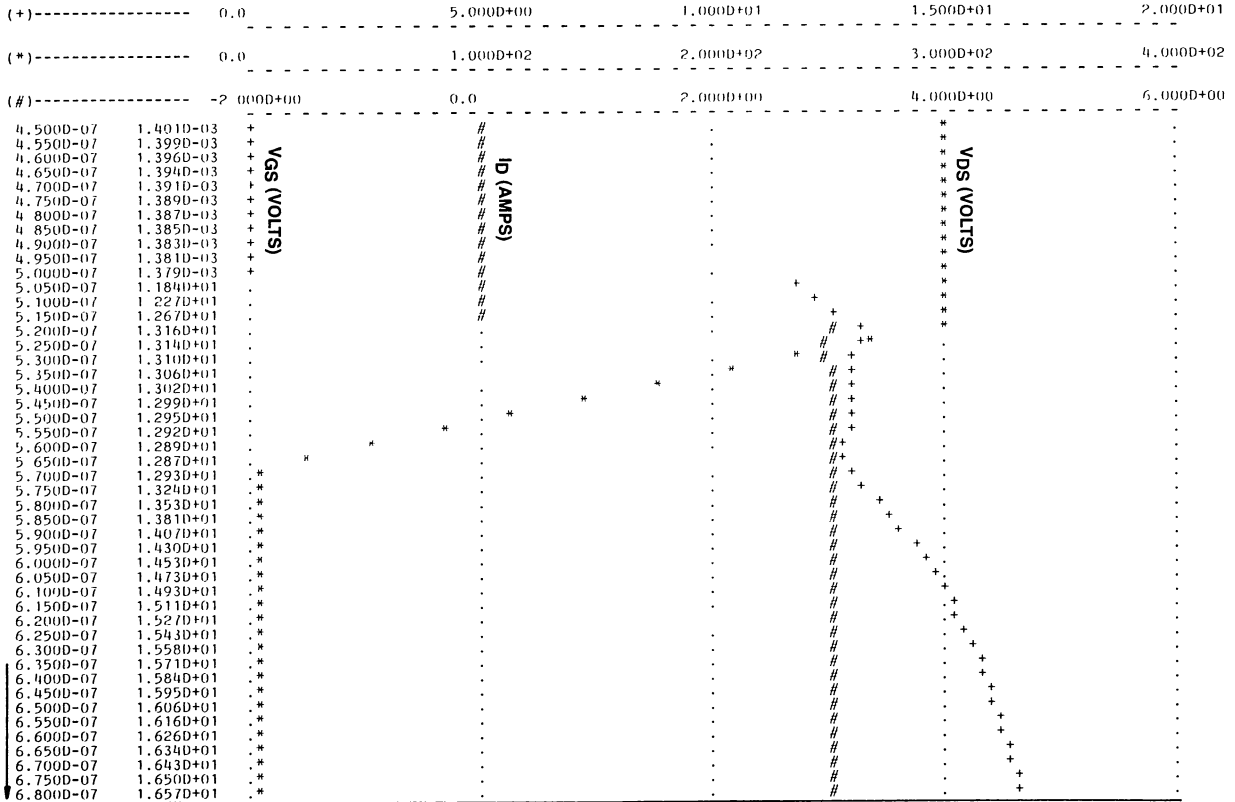 (+)------------------ 0.0 5.000D+00 1.000D+01 1.500D+01 2.000D+01
(*)------------------ 0.0 1.000D+02 2.000D+02 3.000D+02 4.000D+02
(#)------------------ -2 000D+00 0.0 2.000D+00 4.000D+00 6.000D+00
4.500D-07 1.401D-03
4.550D-07 1.399D-03
4.600D-07 1.396D-03
4.650D-07 1.394D-03
4.700D-07 1.391D-03
4.750D-07 1.389D-03
4 800D-07 1.387D-03
4 850D-07 1.385D-03
4.900D-07 1.383D-03
4.950D-07 1.381D-03
5.000D-07 1.379D-03
5.050D-07 1.184D+01
5.100D-07 1 227D+01
5.150D-07 1.267D+01
5.200D-07 1.316D+01
5.250D-07 1.314D+01
5.300D-07 1.310D+01
5.350D-07 1.306D+01
5.400D-07 1.302D+01
5.450D-07 1.299D+01
5.500D-07 1.295D+01
5.550D-07 1.292D+01
5.600D-07 1.289D+01
5 650D-07 1.287D+01
5.700D-07 1.293D+01
5.750D-07 1.324D+01
5.800D-07 1.353D+01
5.850D-07 1.381D+01
5.900D-07 1.407D+01
5.950D-07 1.430D+01
6.000D-07 1.453D+01
6.050D-07 1.473D+01
6.100D-07 1.493D+01
6.150D-07 1.511D+01
6.200D-07 1.527D+01
6.250D-07 1.543D+01
6.300D-07 1.558D+01
6.350D-07 1.571D+01
6.400D-07 1.584D+01
6.450D-07 1.595D+01
6.500D-07 1.606D+01
6.550D-07 1.616D+01
6.600D-07 1.626D+01
6.650D-07 1.634D+01
6.700D-07 1.643D+01
6.750D-07 1.650D+01
6.800D-07 1.657D+01
VGS (VOLTS)
ID (AMPS)
VDS (VOLTS)